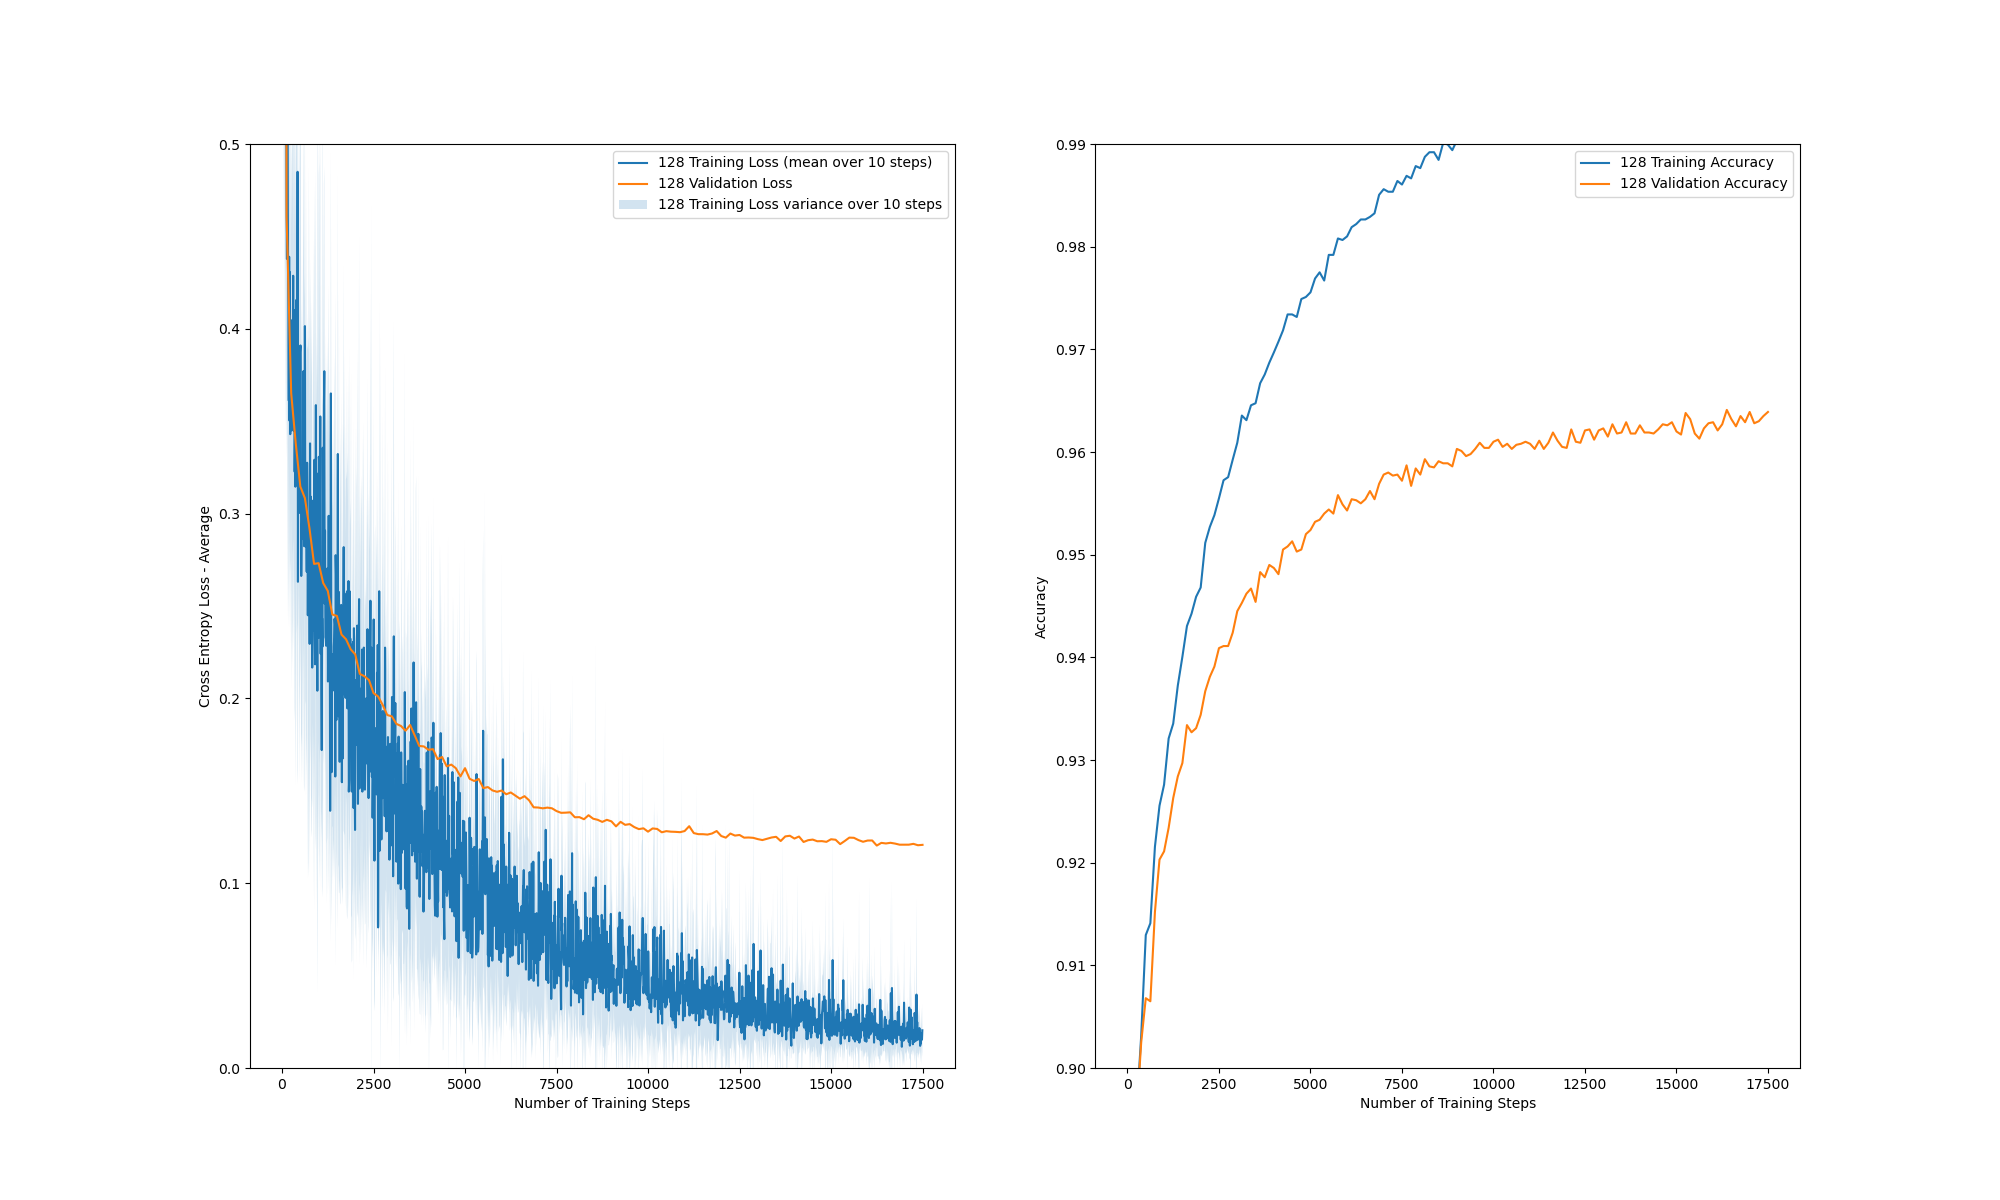 128 Training Loss (mean over 10 steps)
128 Validation Loss
128 Training Loss variance over 10 steps
0.5
0.4
0.3
0.2
0.1
0.0
Cross Entropy Loss - Average
0 2500 5000 7500 10000 12500 15000 17500
Number of Training Steps
128 Training Accuracy
128 Validation Accuracy
0.99
0.98
0.97
0.96
0.95
0.94
0.93
0.92
0.91
0.90
Accuracy
0 2500 5000 7500 10000 12500 15000 17500
Number of Training Steps